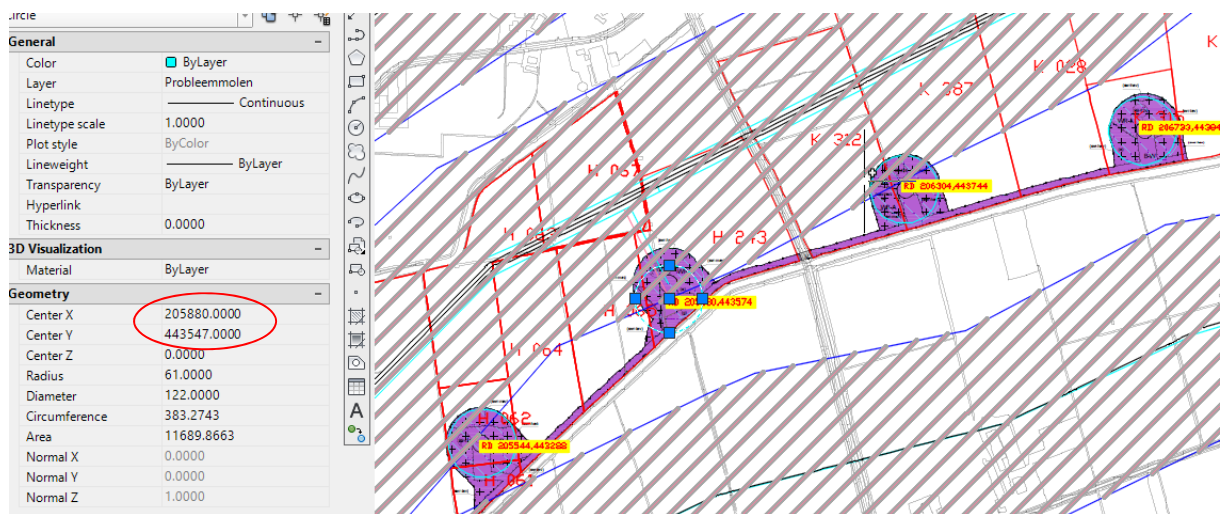 ircle
General
Color ByLayer
Layer Probleemmolen
Linetype Continuous
Linetype scale 1.0000
Plot style ByColor
Lineweight ByLayer
Transparency ByLayer
Hyperlink
Thickness 0.0000
3D Visualization
Material ByLayer
Geometry
Center X 205880.0000
Center Y 443547.0000
Center Z 0.0000
Radius 61.0000
Diameter 122.0000
Circumference 383.2743
Area 11689.8663
Normal X 0.0000
Normal Y 0.0000
Normal Z 1.0000
A
K
K 028
K 387
K 312
RD 206304,443744
H 243
H 064
H 062
RD 205544,443288
H 061